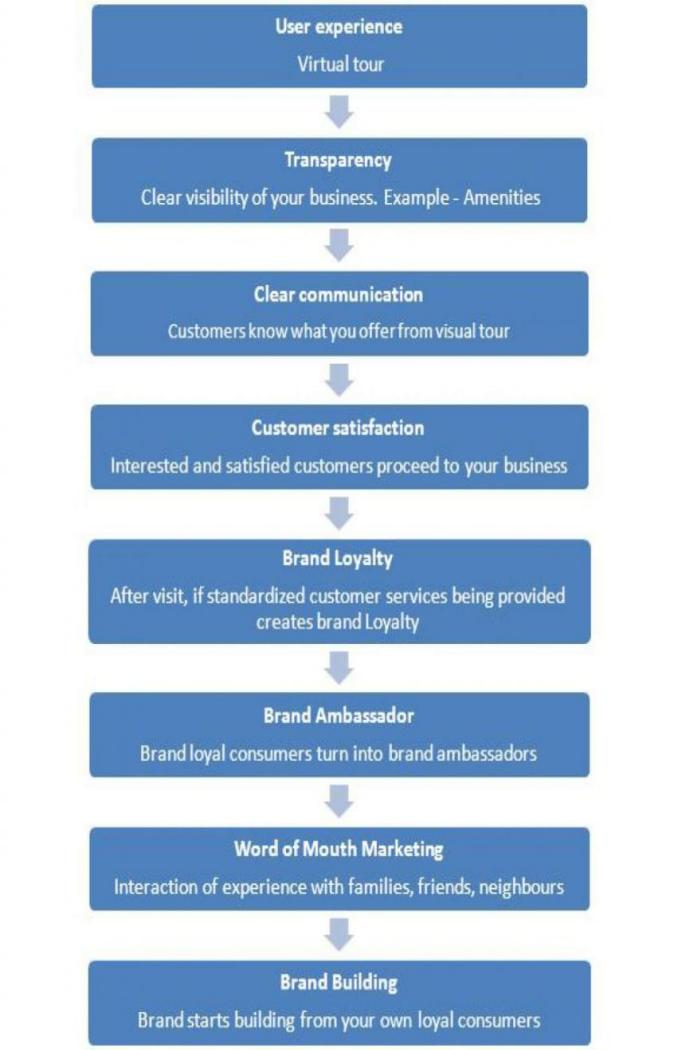 User experience
Virtual tour
Transparency
Clear visibility of your business. Example - Amenities
Clear communication
Customers know what you offer from visual tour
Customer satisfaction
Interested and satisfied customers proceed to your business
Brand Loyalty
After visit, if standardized customer services being provided
creates brand Loyalty
Brand Ambassador
Brand loyal consumers turn into brand ambassadors
Word of Mouth Marketing
Interaction of experience with families, friends, neighbours
Brand Building
Brand starts building from your own loyal consumers